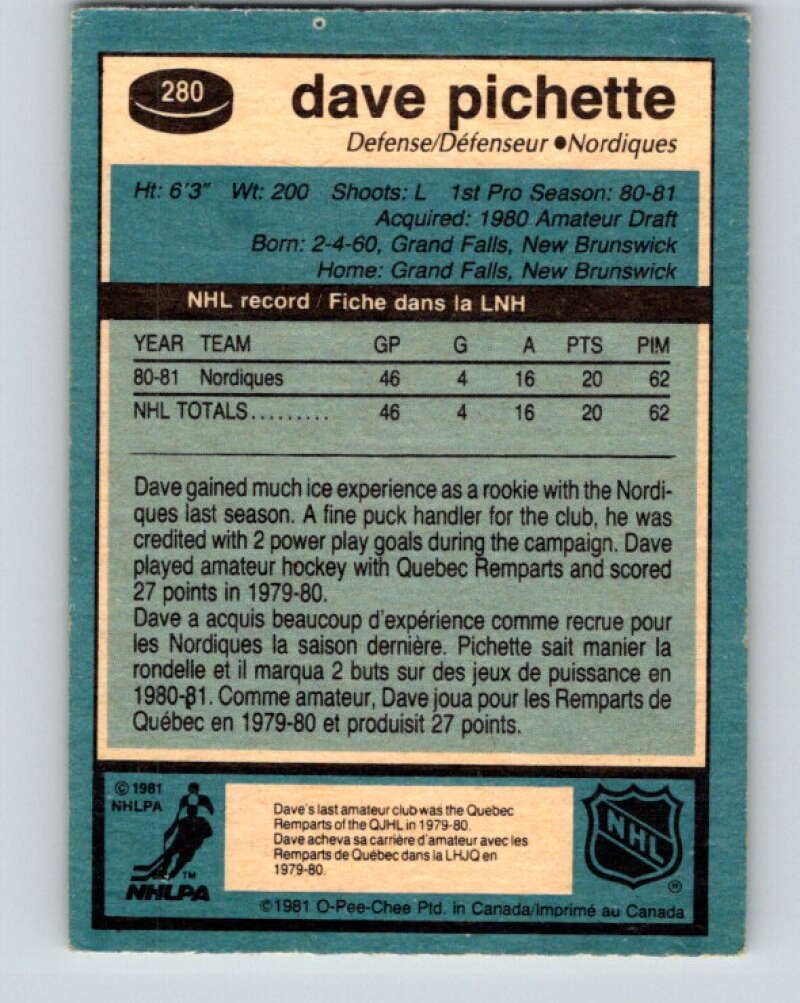 280
dave pichette
Defense/Défenseur ●Nordiques
Ht: 6'3" Wt: 200 Shoots: L 1st Pro Season: 80-81
Acquired: 1980 Amateur Draft
Born: 2-4-60, Grand Falls, New Brunswick
Home: Grand Falls, New Brunswick
NHL record / Fiche dans la LNH
YEAR TEAM GP G A PTS PIM
80-81 Nordiques 46 4 16 20 62
NHL TOTALS......... 46 4 16 20 62
Dave gained much ice experience as a rookie with the Nordi-
ques last season. A fine puck handler for the club, he was
credited with 2 power play goals during the campaign. Dave
played amateur hockey with Quebec Remparts and scored
27 points in 1979-80.
Dave a acquis beaucoup d'expérience comme recrue pour
les Nordiques la saison dernière. Pichette sait manier la
rondelle et il marqua 2 buts sur des jeux de puissance en
1980-81. Comme amateur, Dave joua pour les Remparts de
Québec en 1979-80 et produisit 27 points.
© 1981
NHLPA
TM
NHLPA
Dave's last amateur club was the Quebec
Remparts of the QJHL in 1979-80.
Dave acheva sa carrière d'amateur avec les
Remparts de Québec dans la LHJQ en
1979-80.
NHL
®
©1981 O-Pee-Chee Ptd. in Canada/Imprimé au Canada